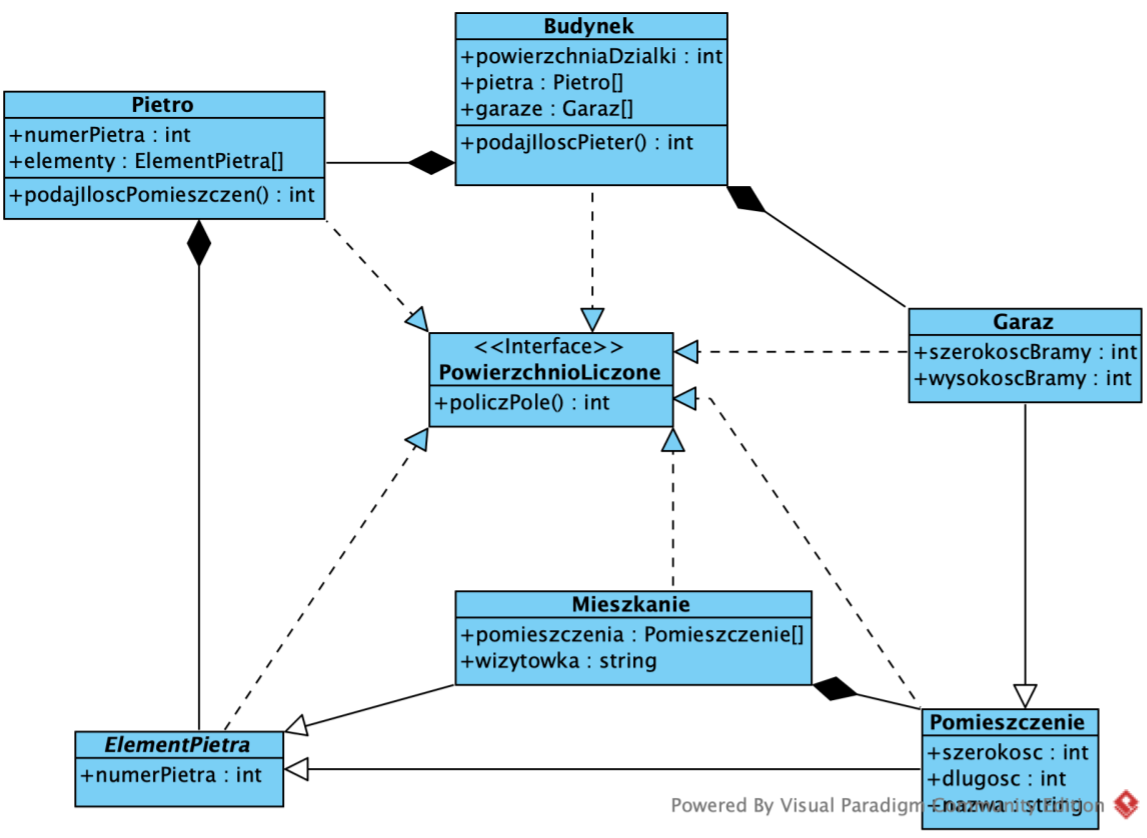 Budynek
+powierzchniaDzialki : int
+pietra : Pietro[]
+garaze : Garaz[]
+podajIloscPieter() : int
Pietro
+numerPietra : int
+elementy : ElementPietra[]
+podajIloscPomieszczen() : int
<<Interface>>
PowierzchnioLiczone
+policzPole() : int
Garaz
+szerokoscBramy : int
+wysokoscBramy : int
Mieszkanie
+pomieszczenia : Pomieszczenie[]
+wizytowka : string
ElementPietra
+numerPietra : int
Pomieszczenie
+szerokosc : int
+dlugosc : int
+nazwa : string
Powered By Visual Paradigm Community Edition